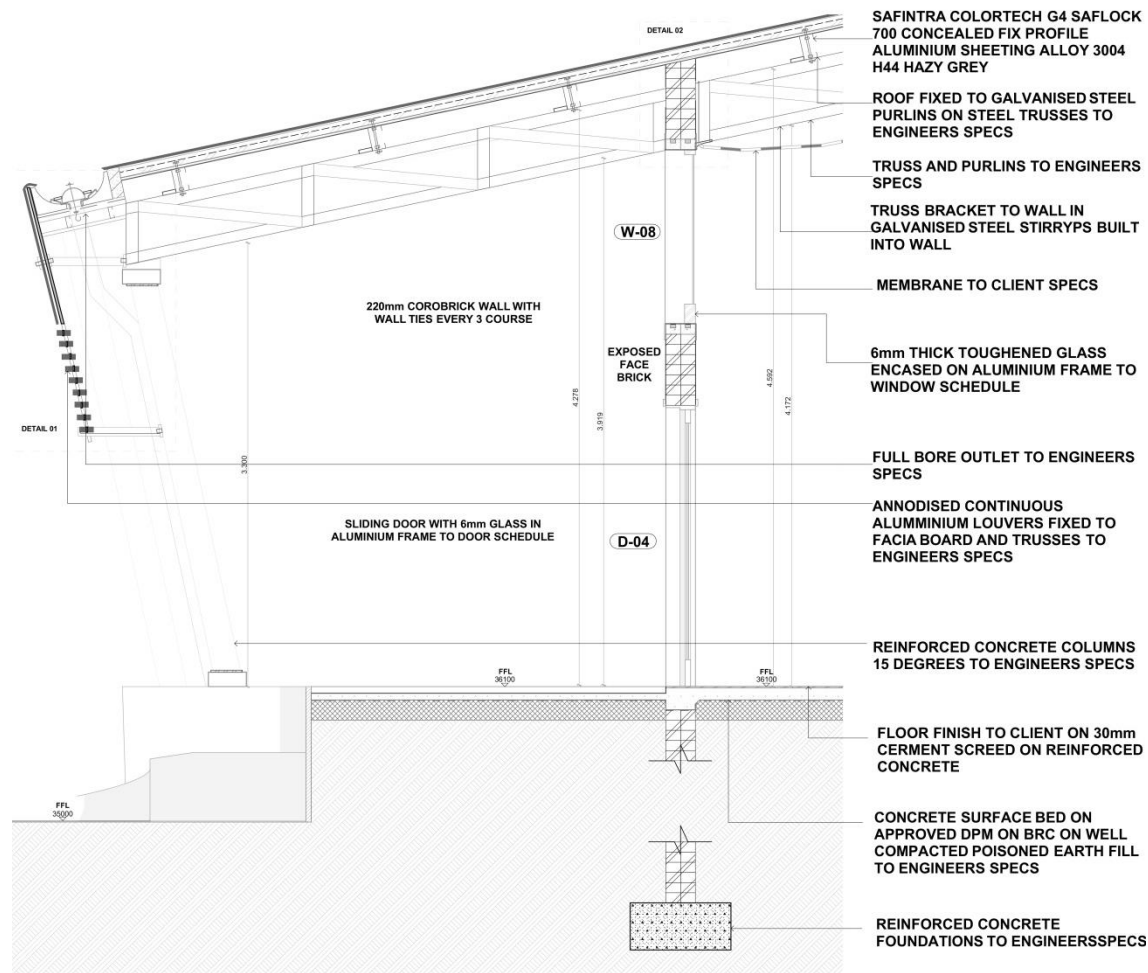 DETAIL 02
SAFINTRA COLORTECH G4 SAFLOCK
700 CONCEALED FIX PROFILE
ALUMINIUM SHEETING ALLOY 3004
H44 HAZY GREY
ROOF FIXED TO GALVANISED STEEL
PURLINS ON STEEL TRUSSES TO
ENGINEERS SPECS
TRUSS AND PURLINS TO ENGINEERS
SPECS
TRUSS BRACKET TO WALL IN
GALVANISED STEEL STIRRYPS BUILT
INTO WALL
W-08
MEMBRANE TO CLIENT SPECS
220mm COROBRICK WALL WITH
WALL TIES EVERY 3 COURSE
EXPOSED
FACE
BRICK
6mm THICK TOUGHENED GLASS
ENCASED ON ALUMINIUM FRAME TO
WINDOW SCHEDULE
4.278
3.919
4.592
4.172
DETAIL 01
3.300
FULL BORE OUTLET TO ENGINEERS
SPECS
ANNODISED CONTINUOUS
ALUMMINIUM LOUVERS FIXED TO
FACIA BOARD AND TRUSSES TO
ENGINEERS SPECS
SLIDING DOOR WITH 6mm GLASS IN
ALUMINIUM FRAME TO DOOR SCHEDULE
D-04
REINFORCED CONCRETE COLUMNS
15 DEGREES TO ENGINEERS SPECS
FFL
36100
FFL
36100
FLOOR FINISH TO CLIENT ON 30mm
CERMENT SCREED ON REINFORCED
CONCRETE
FFL
35000
CONCRETE SURFACE BED ON
APPROVED DPM ON BRC ON WELL
COMPACTED POISONED EARTH FILL
TO ENGINEERS SPECS
REINFORCED CONCRETE
FOUNDATIONS TO ENGINEERSSPECS